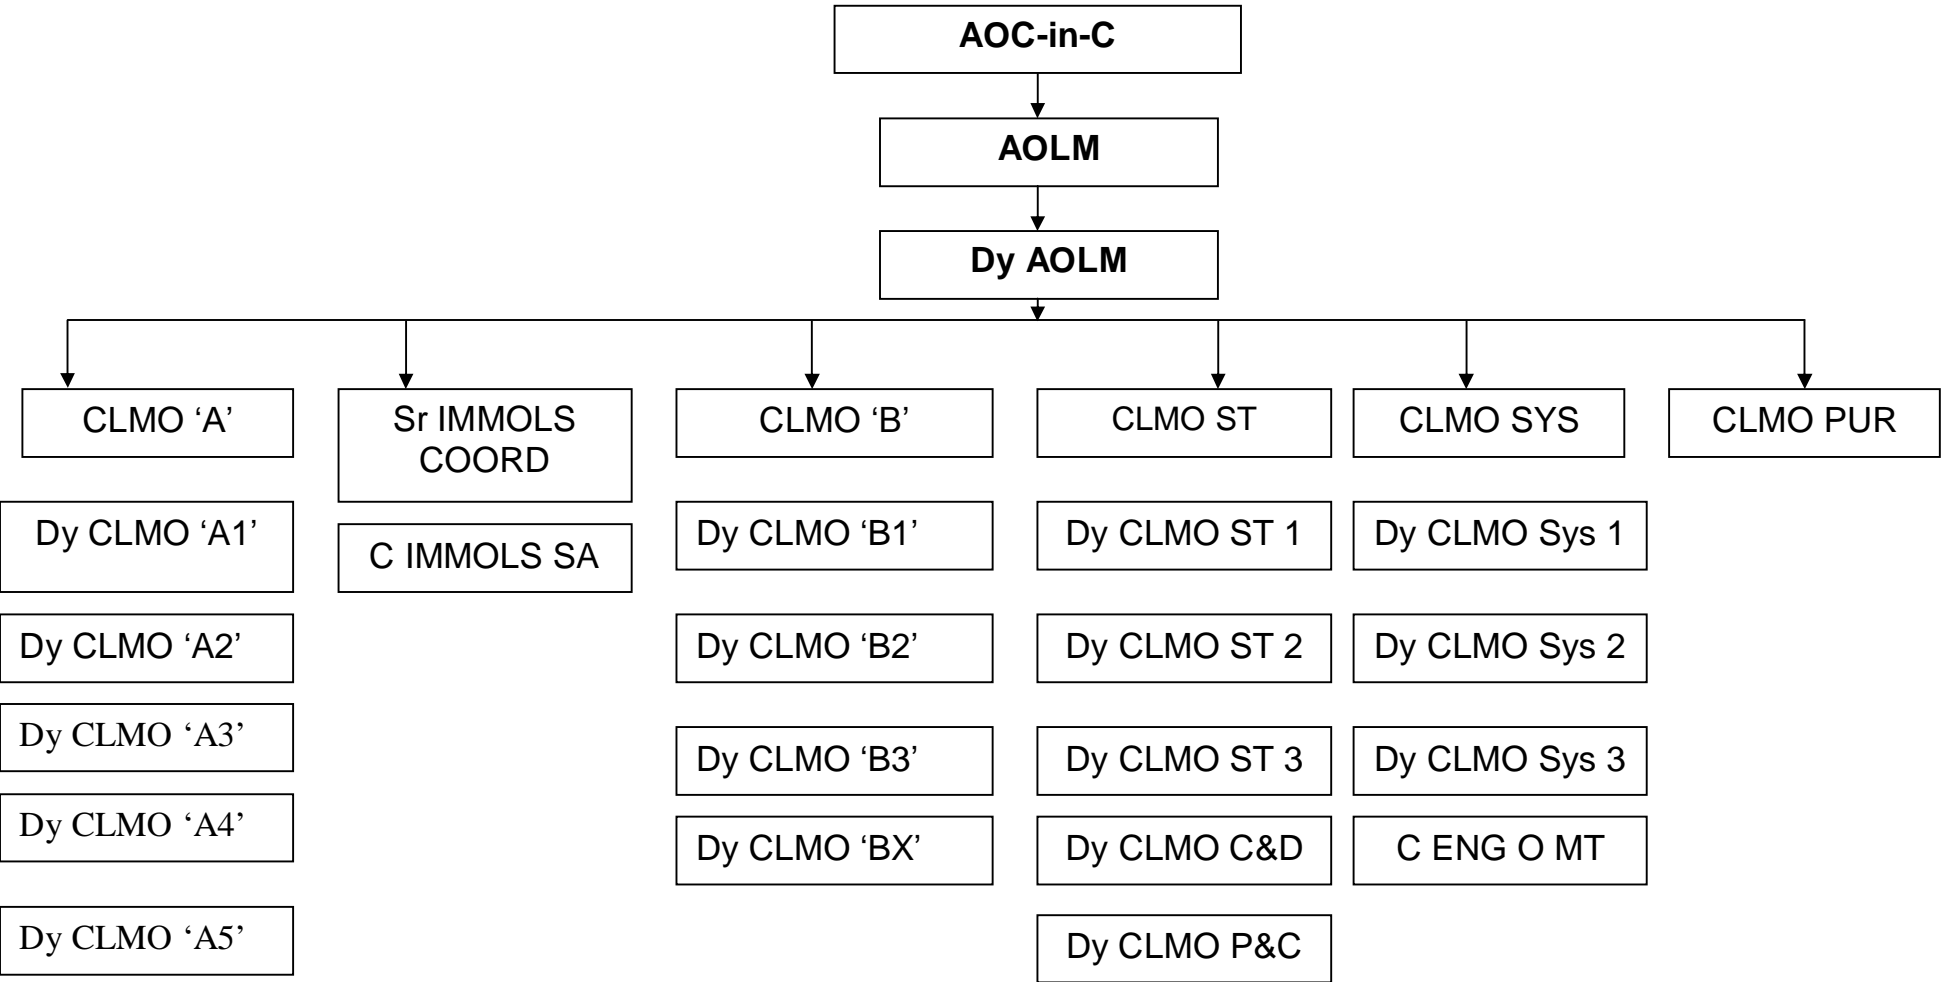 AOC-in-C
AOLM
Dy AOLM
CLMO ‘A’
Sr IMMOLS
COORD
CLMO ‘B’
CLMO ST
CLMO SYS
CLMO PUR
Dy CLMO ‘A1’
C IMMOLS SA
Dy CLMO ‘B1’
Dy CLMO ST 1
Dy CLMO Sys 1
Dy CLMO ‘A2’
Dy CLMO ‘B2’
Dy CLMO ST 2
Dy CLMO Sys 2
Dy CLMO ‘A3’
Dy CLMO ‘B3’
Dy CLMO ST 3
Dy CLMO Sys 3
Dy CLMO ‘A4’
Dy CLMO ‘BX’
Dy CLMO C&D
C ENG O MT
Dy CLMO ‘A5’
Dy CLMO P&C